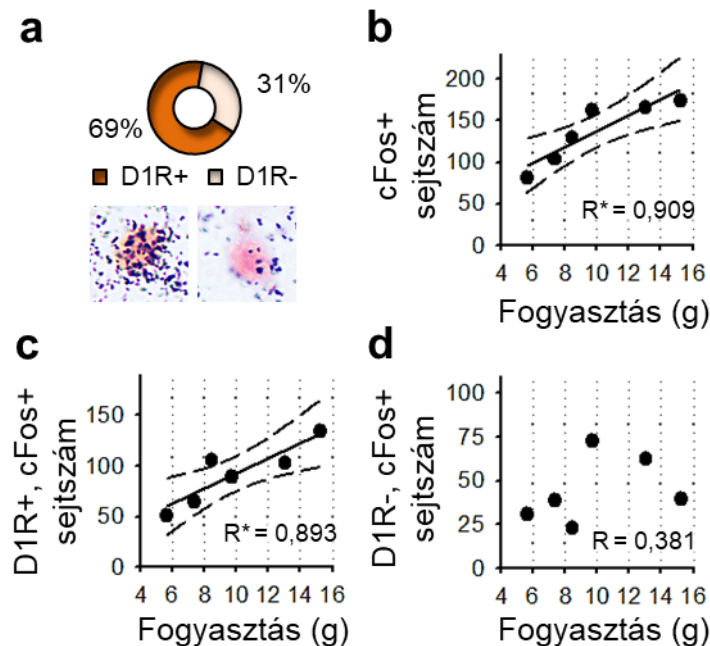 a
69%
31%
D1R+ D1R-
b
cFos+
sejtszám
200
150
100
50
0
R* = 0,909
4 6 8 10 12 14 16
Fogyasztás (g)
c
D1R+, cFos+
sejtszám
150
100
50
0
R* = 0,893
4 6 8 10 12 14 16
Fogyasztás (g)
d
D1R-, cFos+
sejtszám
100
75
50
25
0
R = 0,381
4 6 8 10 12 14 16
Fogyasztás (g)